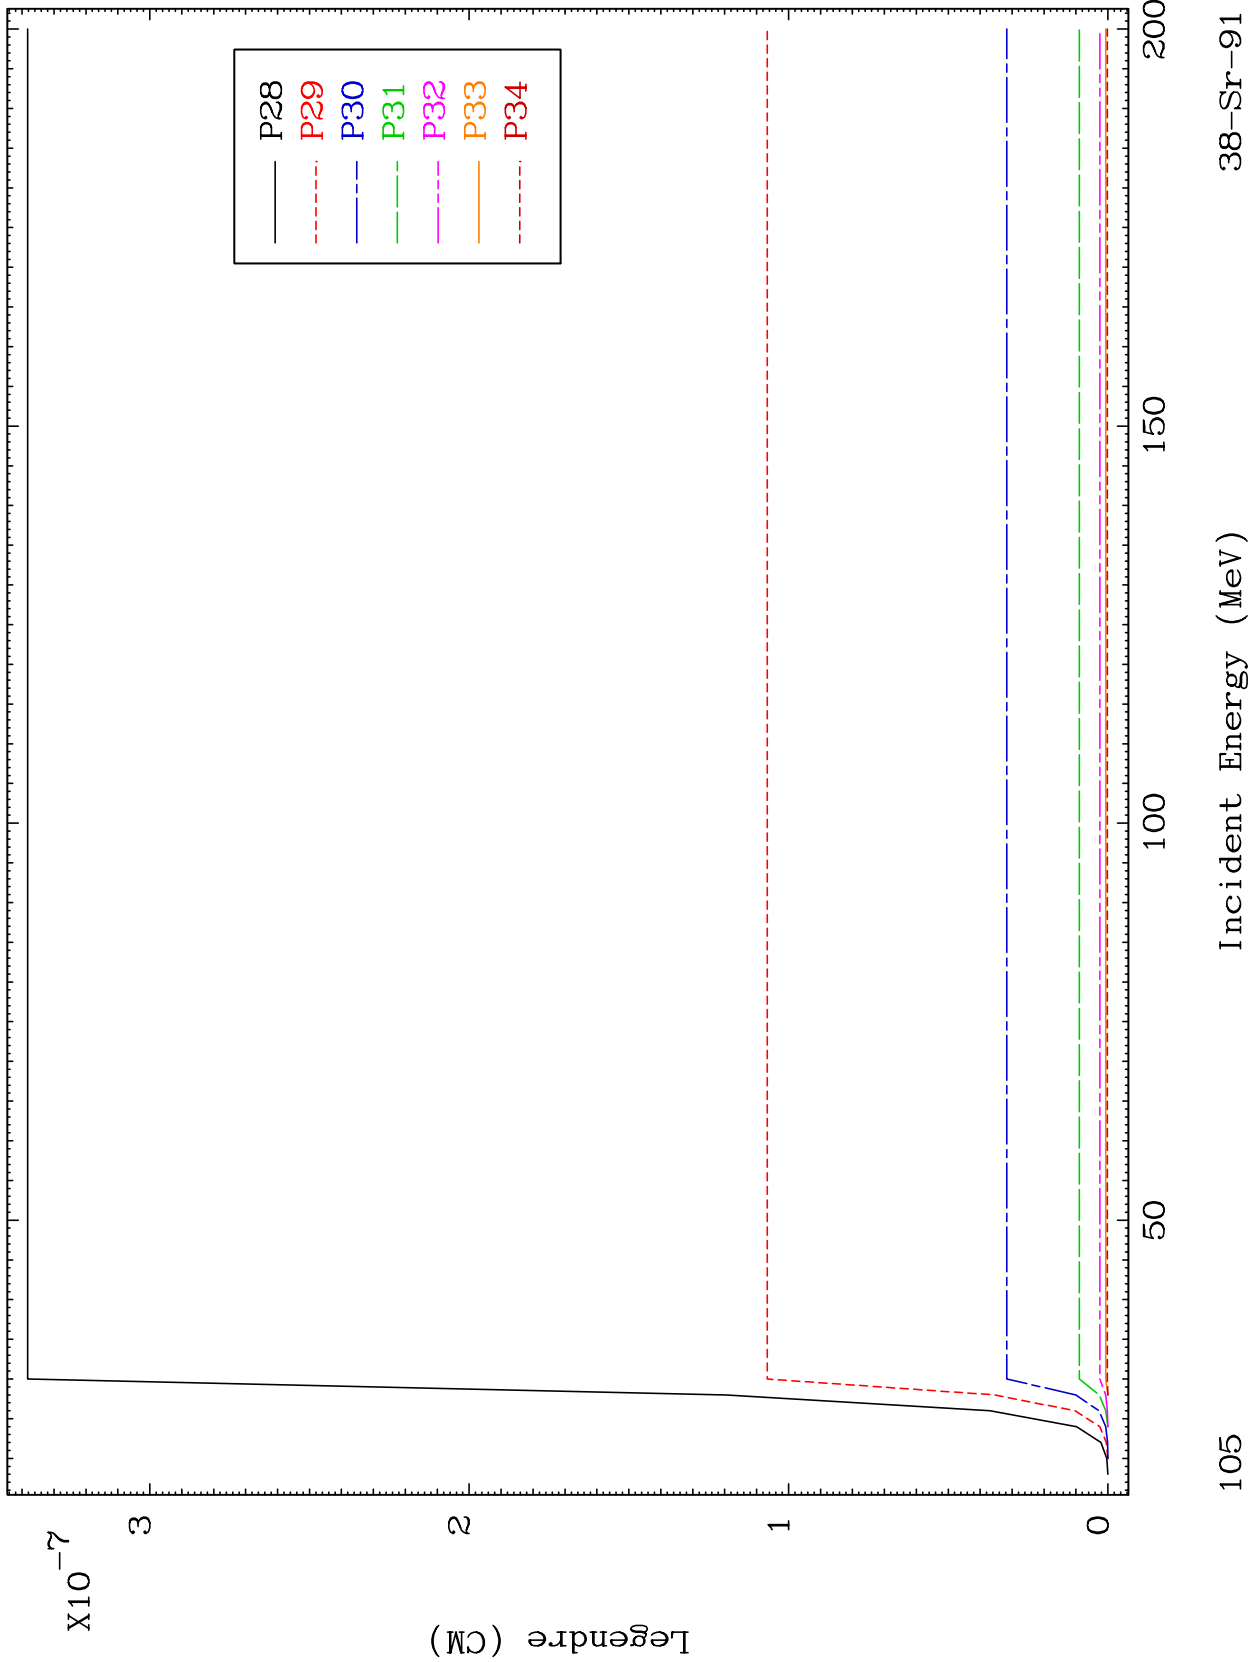 X10-7
3
2
1
0
Legendre (CM)
P28
P29
P30
P31
P32
P33
P34
50
100
150
200
Incident Energy (MeV)
105
38-Sr-91